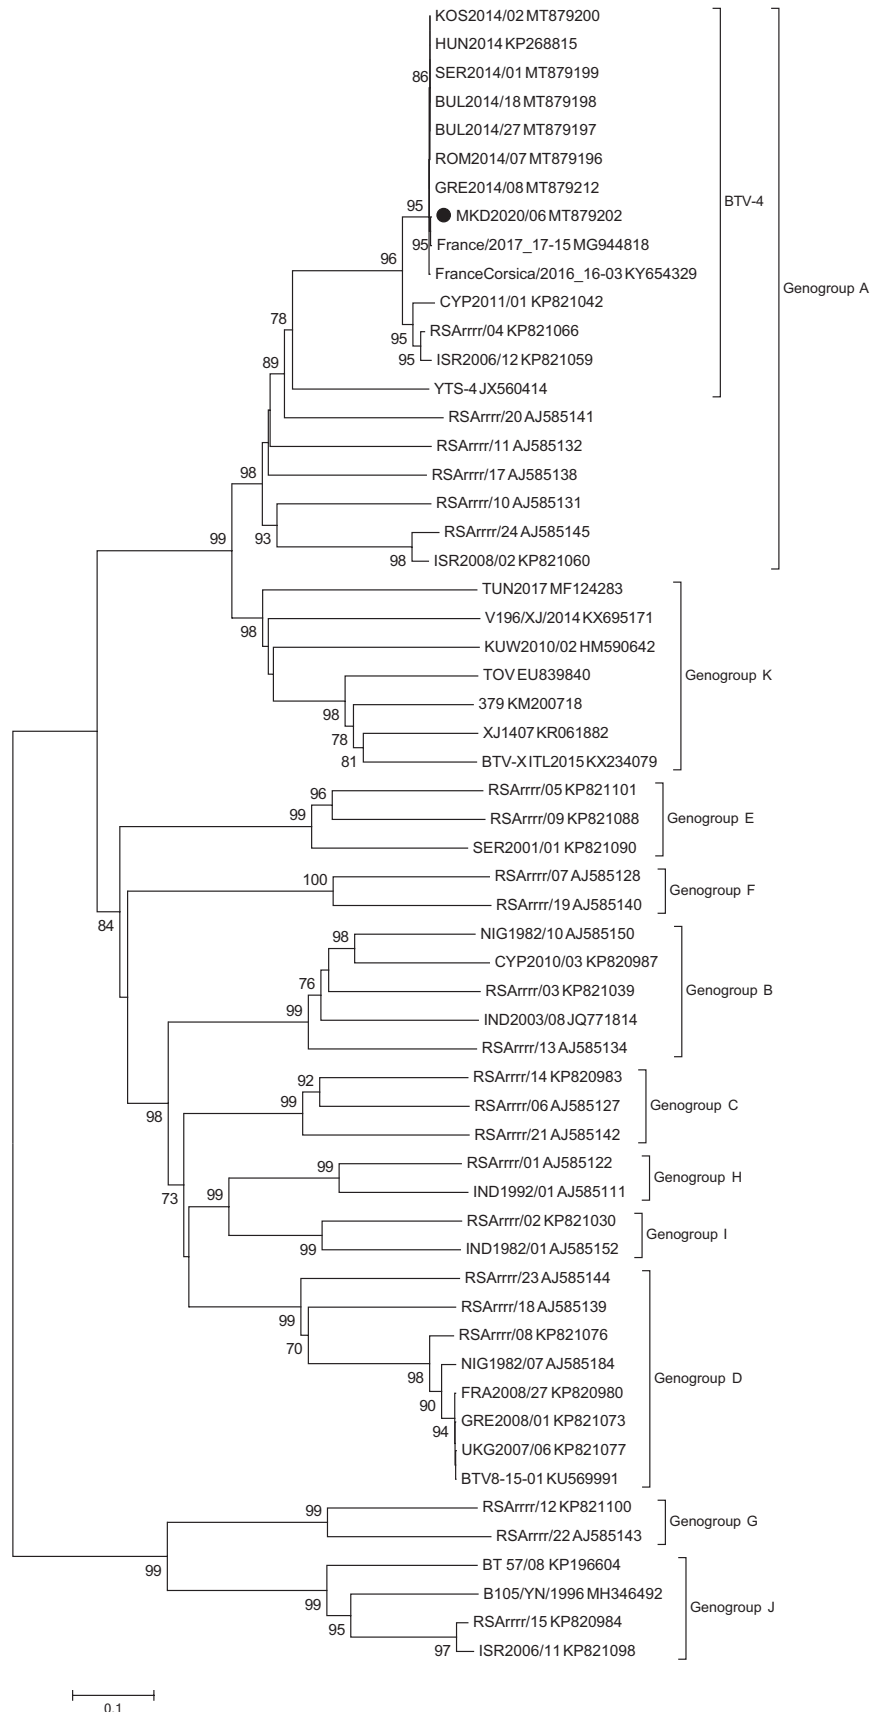 KOS2014/02 MT879200
HUN2014 KP268815
SER2014/01 MT879199
86
BUL2014/18 MT879198
BUL2014/27 MT879197
ROM2014/07 MT879196
GRE2014/08 MT879212
BTV-4
95
MKD2020/06 MT879202
95
France/2017_17-15 MG944818
96
FranceCorsica/2016_16-03 KY654329
Genogroup A
CYP2011/01 KP821042
78
RSArrrr/04 KP821066
95
95
ISR2006/12 KP821059
89
YTS-4 JX560414
RSArrrr/20 AJ585141
RSArrrr/11 AJ585132
98
RSArrrr/17 AJ585138
RSArrrr/10 AJ585131
99
93
RSArrrr/24 AJ585145
98
ISR2008/02 KP821060
TUN2017 MF124283
98
V196/XJ/2014 KX695171
KUW2010/02 HM590642
TOV EU839840
Genogroup K
98
379 KM200718
78
XJ1407 KR061882
81
BTV-X ITL2015 KX234079
96
RSArrrr/05 KP821101
99
RSArrrr/09 KP821088
Genogroup E
SER2001/01 KP821090
100
RSArrrr/07 AJ585128
Genogroup F
RSArrrr/19 AJ585140
84
98
NIG1982/10 AJ585150
CYP2010/03 KP820987
76
RSArrrr/03 KP821039
Genogroup B
99
IND2003/08 JQ771814
RSArrrr/13 AJ585134
92
RSArrrr/14 KP820983
99
RSArrrr/06 AJ585127
Genogroup C
98
RSArrrr/21 AJ585142
99
RSArrrr/01 AJ585122
Genogroup H
73
99
IND1992/01 AJ585111
RSArrrr/02 KP821030
Genogroup I
99
IND1982/01 AJ585152
RSArrrr/23 AJ585144
99
RSArrrr/18 AJ585139
70
RSArrrr/08 KP821076
98
NIG1982/07 AJ585184
Genogroup D
90
FRA2008/27 KP820980
94
GRE2008/01 KP821073
UKG2007/06 KP821077
BTV8-15-01 KU569991
99
RSArrrr/12 KP821100
Genogroup G
RSArrrr/22 AJ585143
99
BT 57/08 KP196604
99
B105/YN/1996 MH346492
Genogroup J
95
RSArrrr/15 KP820984
97
ISR2006/11 KP821098
0.1